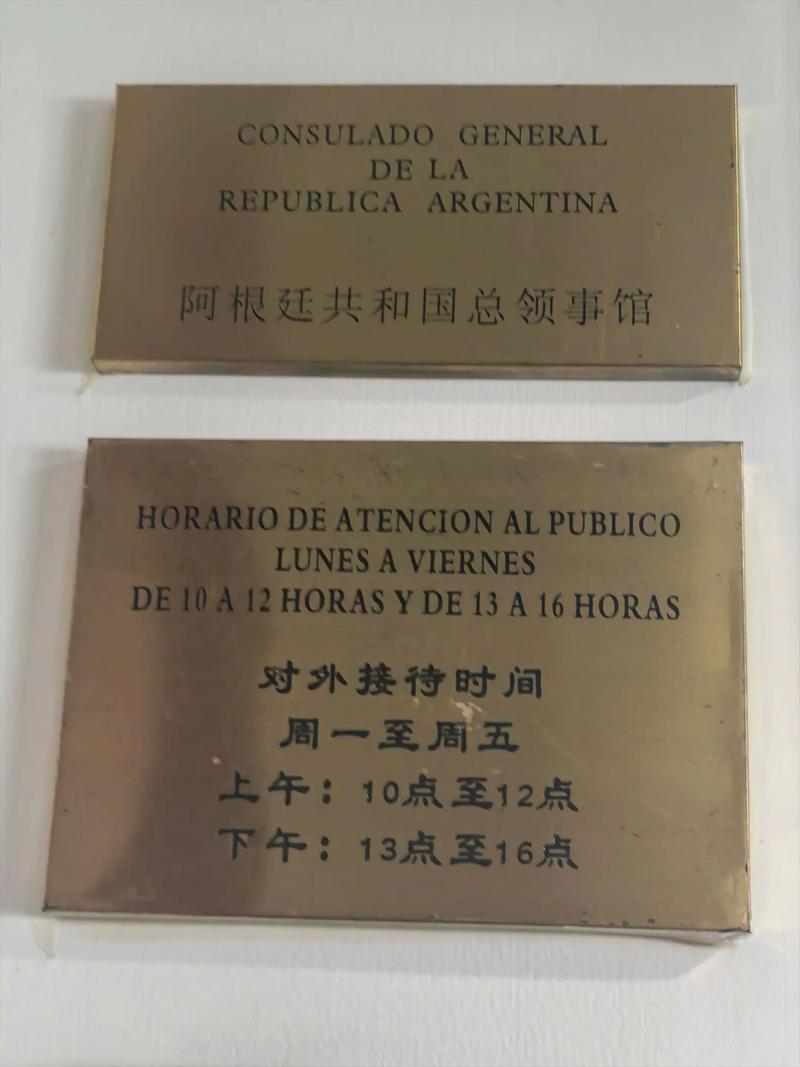 CONSULADO GENERAL
DE LA
REPUBLICA ARGENTINA
阿根廷共和国总领事馆
HORARIO DE ATENCION AL PUBLICO
LUNES A VIERNES
DE 10 A 12 HORAS Y DE 13 A 16 HORAS
对外接待时间
周一至周五
上午：10点至12点
下午：13点至16点